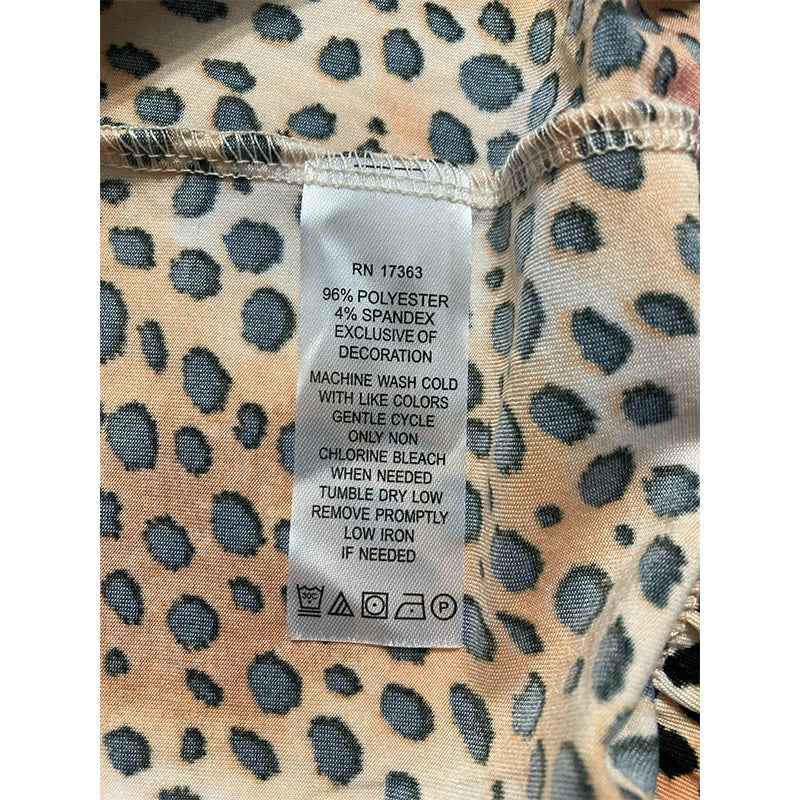 RN 17363
96% POLYESTER
4% SPANDEX
EXCLUSIVE OF
DECORATION
MACHINE WASH COLD
WITH LIKE COLORS
GENTLE CYCLE
ONLY NON
CHLORINE BLEACH
WHEN NEEDED
TUMBLE DRY LOW
REMOVE PROMPTLY
LOW IRON
IF NEEDED
30C P